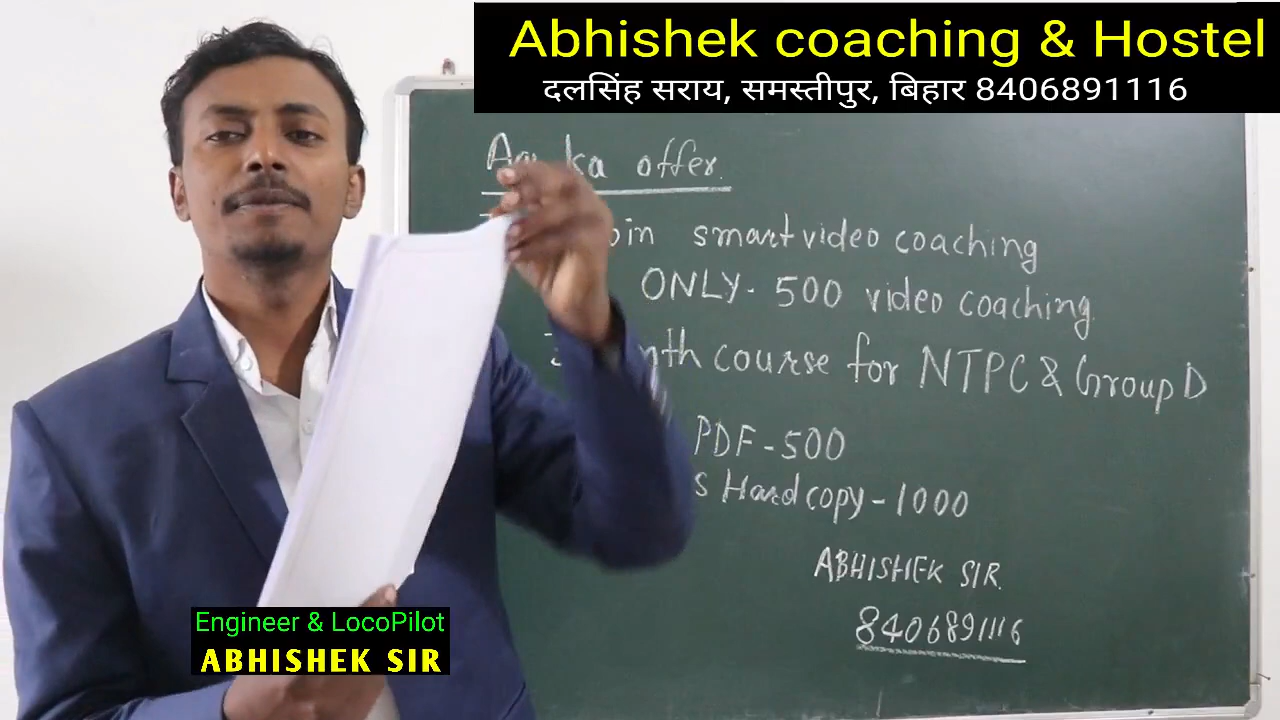 Abhishek coaching & Hostel
दलसिंह सराय, समस्तीपुर, बिहार 8406891116
ka offer.
smart video coaching
ONLY - 500 video coaching
course for NTPC & Group D
PDF - 500
Hard copy - 1000
ABHISHEK SIR.
8406891116
Engineer & LocoPilot
ABHISHEK SIR